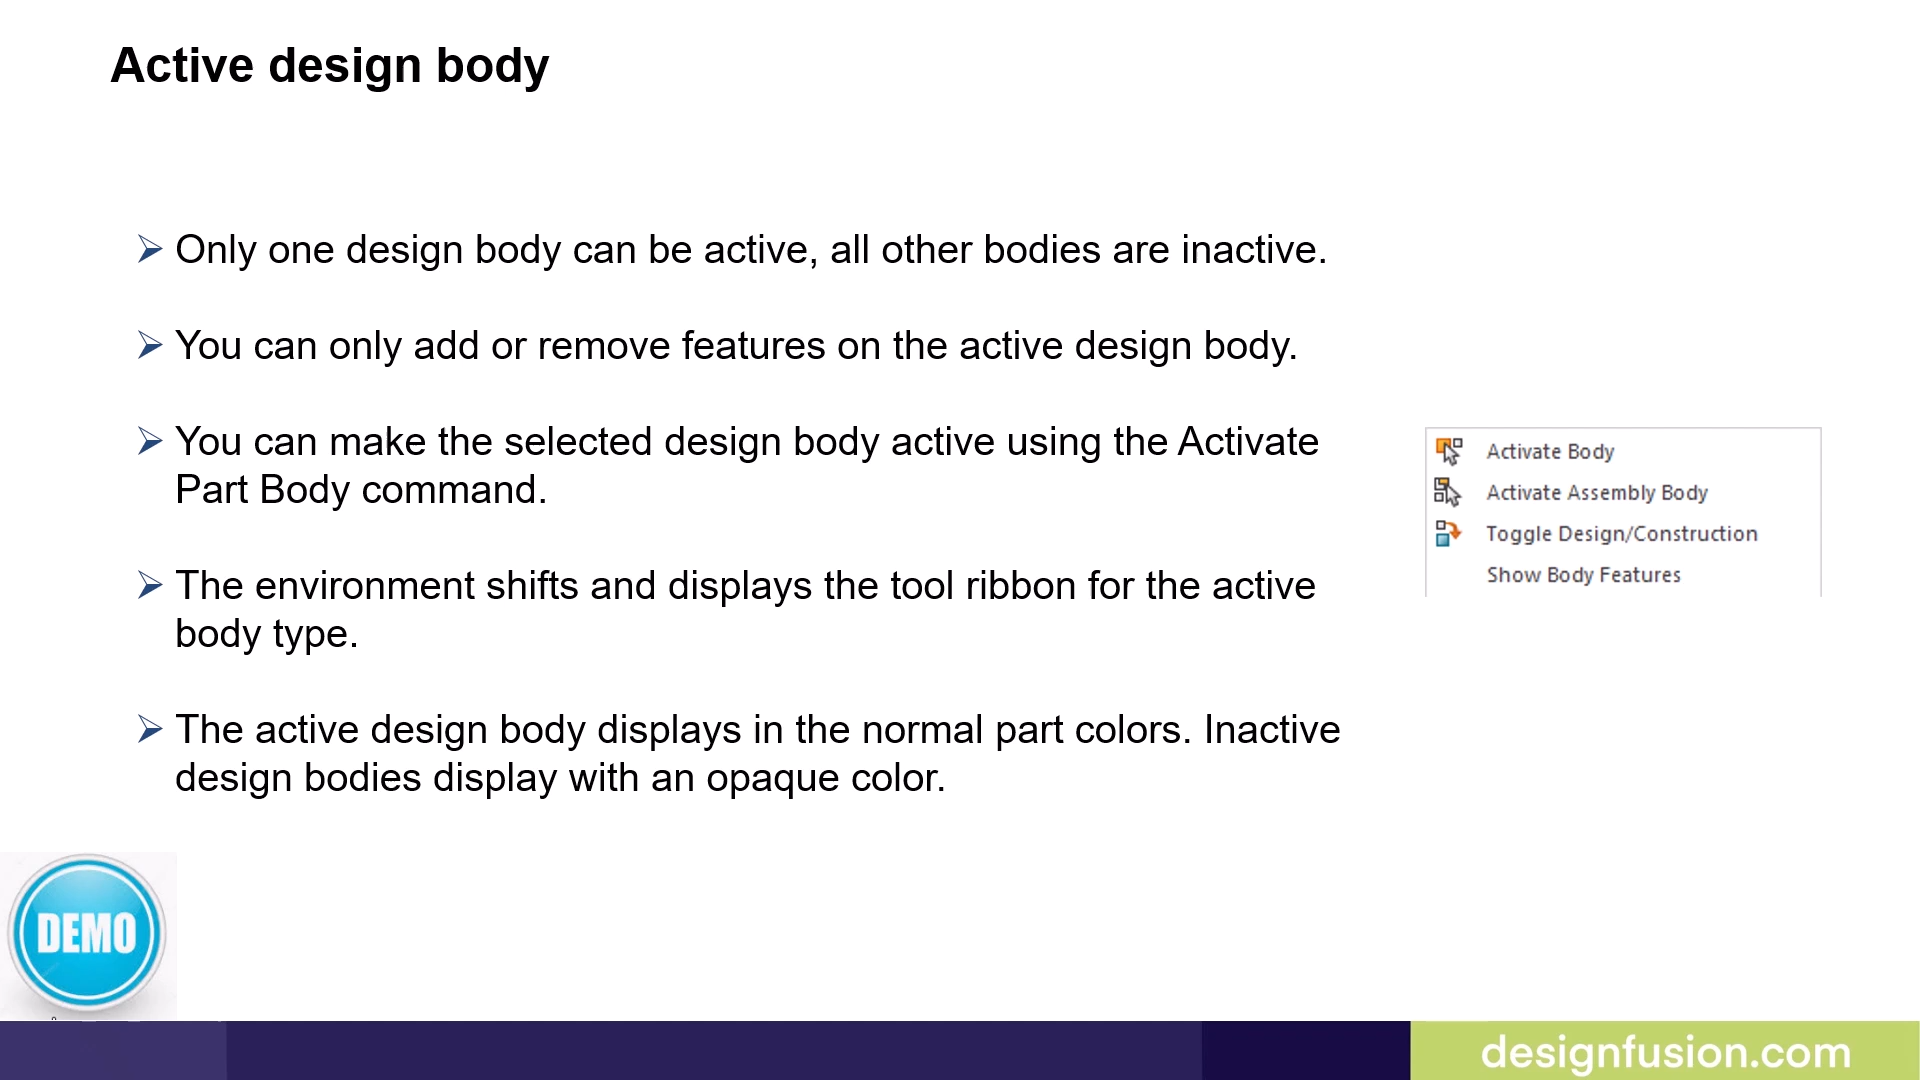 Active design body
Only one design body can be active, all other bodies are inactive.
You can only add or remove features on the active design body.
You can make the selected design body active using the Activate
Part Body command.
The environment shifts and displays the tool ribbon for the active
body type.
The active design body displays in the normal part colors. Inactive
design bodies display with an opaque color.
Activate Body
Activate Assembly Body
Toggle Design/Construction
Show Body Features
DEMO
designfusion.com